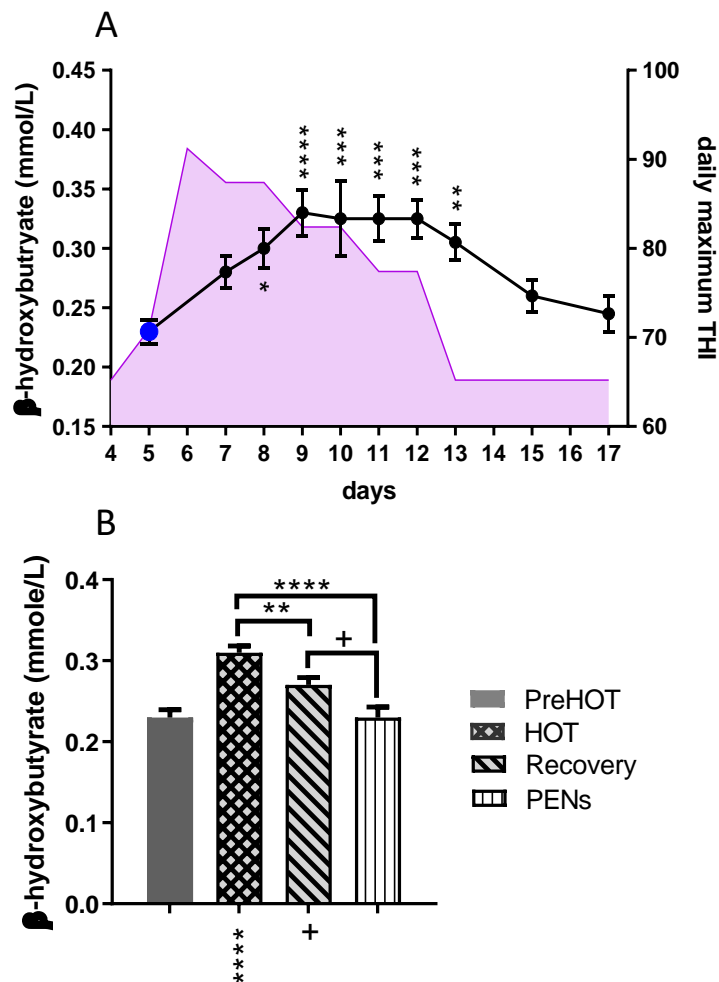 A
β-hydroxybutryate (mmol/L)
0.45
0.40
0.35
0.30
0.25
0.20
0.15
100
90
80
70
60
daily maximum THI
****
***
***
***
**
*
4 5 6 7 8 9 10 11 12 13 14 15 16 17
days
B
β-hydroxybutyrate (mmole/L)
0.4
0.3
0.2
0.1
0.0
****
**
+
****
+
PreHOT
HOT
Recovery
PENs